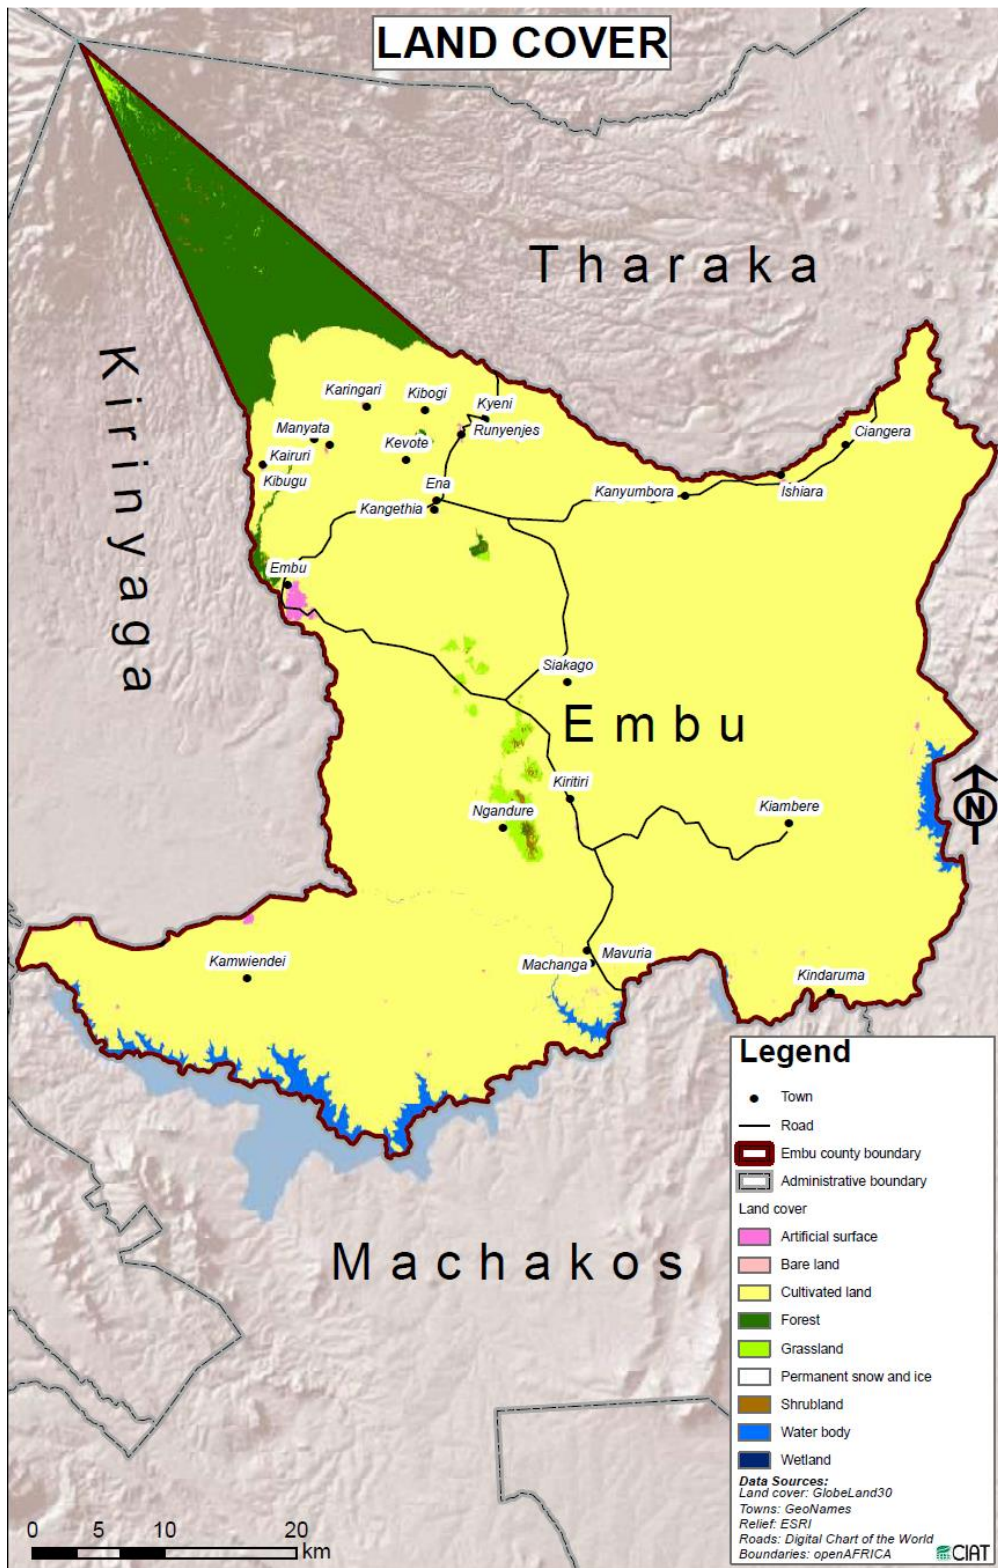 LAND COVER
Tharaka
Kirinyaga
Karingari
Kibogi
Kyeni
Manyata
Runyenjes
Kevote
Ciangera
Kairuri
Kibugu
Ena
Kanyumbora
Ishiara
Kangethia
Embu
Siakago
Embu
Kiritiri
Ngandure
Kiambere
N
Mavuria
Kamwiendei
Machanga
Kindaruma
Machakos
Legend
Town
Road
Embu county boundary
Administrative boundary
Land cover
Artificial surface
Bare land
Cultivated land
Forest
Grassland
Permanent snow and ice
Shrubland
Water body
Wetland
Data Sources:
Land cover: GlobeLand30
Towns: GeoNames
Relief: ESRI
Roads: Digital Chart of the World
Boundaries: openAFRICA
CIAT
0 5 10 20
km